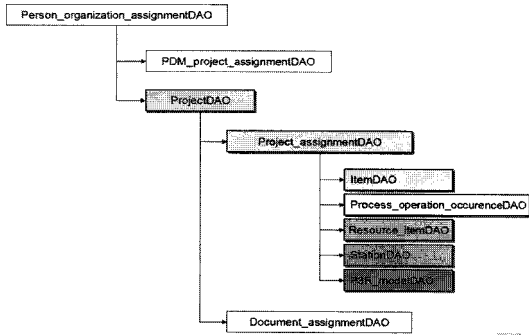 Person_organization_assignmentDAO
PDM_project_assignmentDAO
ProjectDAO
Project_assignmentDAO
ItemDAO
Process_operation_occurenceDAO
Resource_itemDAO
StationDAO
Document_assignmentDAO